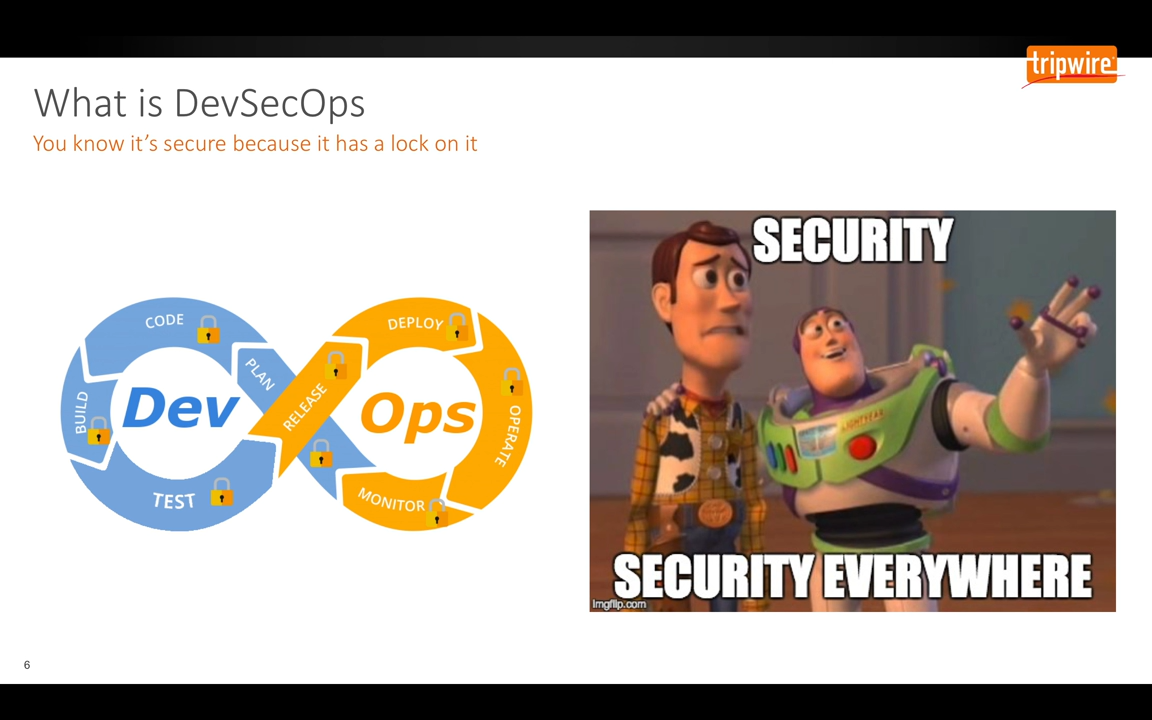 tripwire
What is DevSecOps
You know it's secure because it has a lock on it
CODE
PLAN
BUILD
TEST
Dev
RELEASE
DEPLOY
OPERATE
MONITOR
Ops
SECURITY
LIGHTYEAR
SECURITY EVERYWHERE
imgflip.com
6